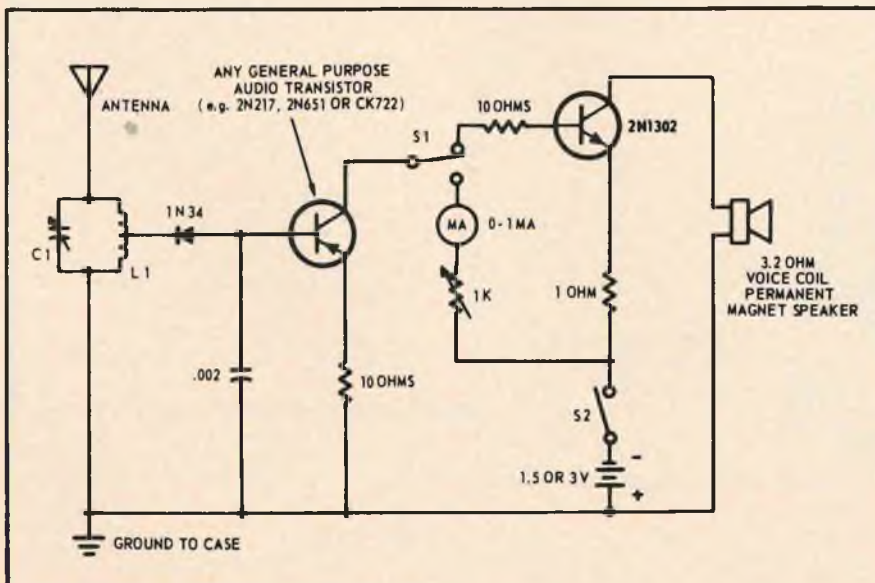 ANY GENERAL PURPOSE
AUDIO TRANSISTOR
(e.g. 2N217, 2N651 OR CK722)
ANTENNA
S1
10 OHMS
2N1302
C1
L1
1N34
MA
0-1MA
1K
1 OHM
3.2 OHM
VOICE COIL
PERMANENT
MAGNET SPEAKER
.002
10 OHMS
S2
1.5 OR 3V
-
+
GROUND TO CASE